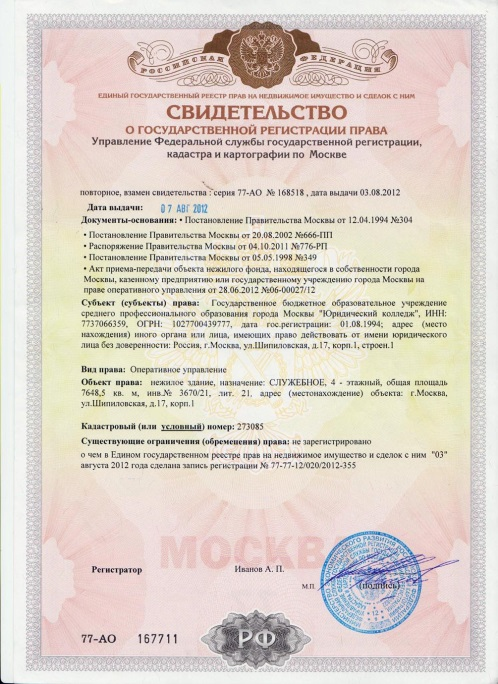 РОССИЙСКАЯ ФЕДЕРАЦИЯ
ЕДИНЫЙ ГОСУДАРСТВЕННЫЙ РЕЕСТР ПРАВ НА НЕДВИЖИМОЕ ИМУЩЕСТВО И СДЕЛОК С НИМ
СВИДЕТЕЛЬСТВО
О ГОСУДАРСТВЕННОЙ РЕГИСТРАЦИИ ПРАВА
Управление Федеральной службы государственной регистрации,
кадастра и картографии по Москве
повторное, взамен свидетельства : серия 77-АО № 168518 , дата выдачи 03.08.2012
Дата выдачи: 07 АВГ 2012
Документы-основания: • Постановление Правительства Москвы от 12.04.1994 №304
• Постановление Правительства Москвы от 20.08.2002 №666-ПП
• Распоряжение Правительства Москвы от 04.10.2011 №776-РП
• Постановление Правительства Москвы от 05.05.1998 №349
• Акт приема-передачи объекта нежилого фонда, находящегося в собственности города
Москвы, казенному предприятию или государственному учреждению города Москвы на
праве оперативного управления от 28.06.2012 №06-00027/12
Субъект (субъекты) права: Государственное бюджетное образовательное учреждение
среднего профессионального образования города Москвы "Юридический колледж", ИНН:
7737066359, ОГРН: 1027700439777, дата гос.регистрации: 01.08.1994; адрес (место
нахождения) иного органа или лица, имеющих право действовать от имени юридического
лица без доверенности: Россия, г.Москва, ул.Шипиловская, д.17, корп.1, строен.1
Вид права: Оперативное управление
Объект права: нежилое здание, назначение: СЛУЖЕБНОЕ, 4 - этажный, общая площадь
7648,5 кв. м, инв.№ 3670/21, лит. 21, адрес (местонахождение) объекта: г.Москва,
ул.Шипиловская, д.17, корп.1
Кадастровый (или условный) номер: 273085
Существующие ограничения (обременения) права: не зарегистрировано
о чем в Едином государственном реестре прав на недвижимое имущество и сделок с ним "03"
августа 2012 года сделана запись регистрации № 77-77-12/020/2012-355
МОСКВА
Регистратор Иванов А. П.
М.П. (подпись)
77-АО 167711
РФ